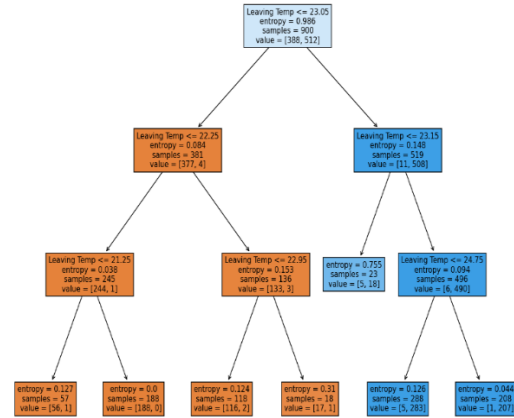 Leaving Temp <= 23.05
entropy = 0.986
samples = 900
value = [388, 512]
Leaving Temp <= 22.25
entropy = 0.084
samples = 381
value = [377, 4]
Leaving Temp <= 23.15
entropy = 0.148
samples = 519
value = [11, 508]
Leaving Temp <= 21.25
entropy = 0.038
samples = 245
value = [244, 1]
Leaving Temp <= 22.95
entropy = 0.153
samples = 136
value = [133, 3]
entropy = 0.755
samples = 23
value = [5, 18]
Leaving Temp <= 24.75
entropy = 0.094
samples = 496
value = [6, 490]
entropy = 0.127
samples = 57
value = [56, 1]
entropy = 0.0
samples = 188
value = [188, 0]
entropy = 0.124
samples = 118
value = [116, 2]
entropy = 0.31
samples = 18
value = [17, 1]
entropy = 0.126
samples = 288
value = [5, 283]
entropy = 0.044
samples = 208
value = [1, 207]